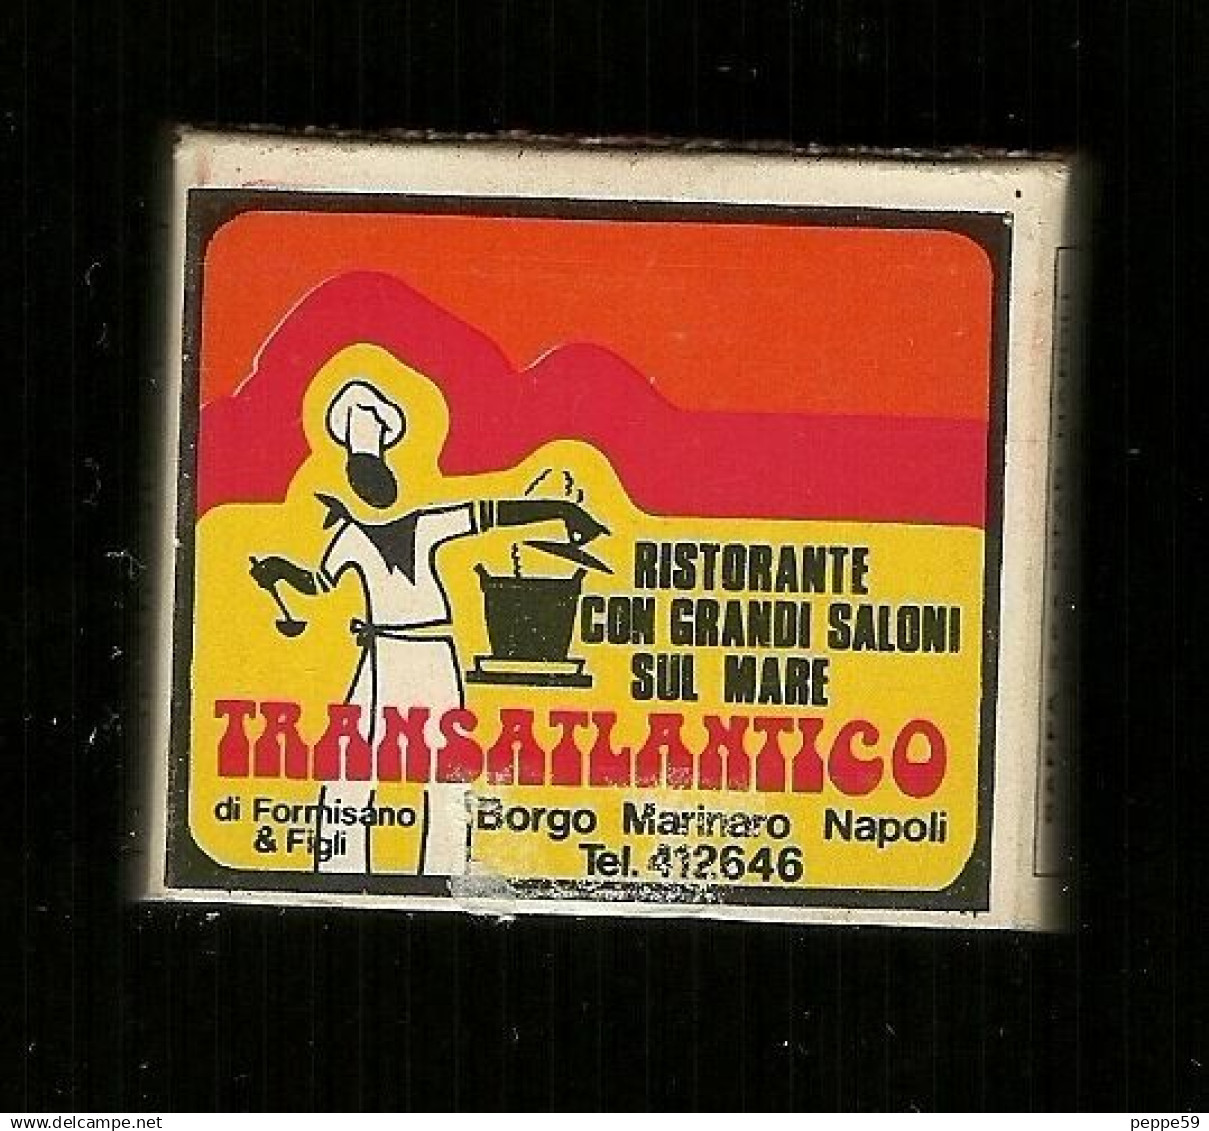 RISTORANTE
CON GRANDI SALONI
SUL MARE
TRANSATLANTICO
di Formisano
& Figli
Borgo Marinaro Napoli
Tel. 412646
peppe59